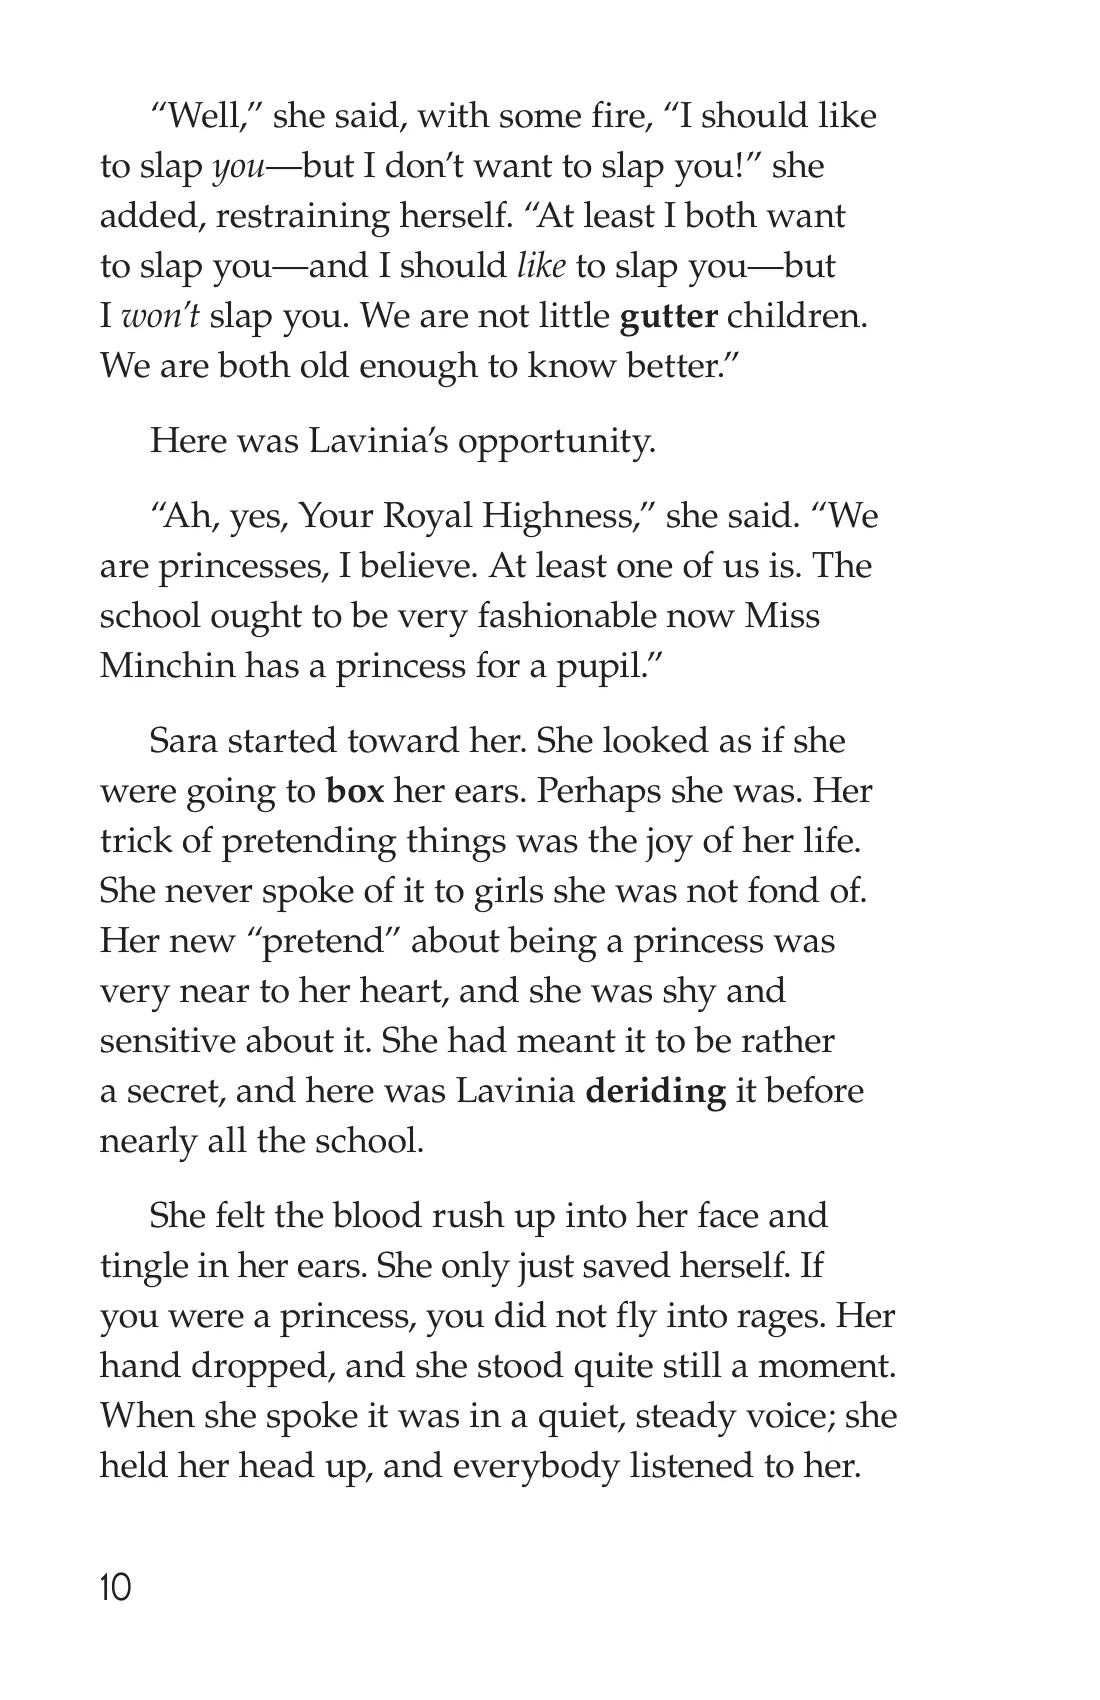 “Well,” she said, with some fire, “I should like
to slap you—but I don’t want to slap you!” she
added, restraining herself. “At least I both want
to slap you—and I should like to slap you—but
I won’t slap you. We are not little gutter children.
We are both old enough to know better.”
Here was Lavinia’s opportunity.
“Ah, yes, Your Royal Highness,” she said. “We
are princesses, I believe. At least one of us is. The
school ought to be very fashionable now Miss
Minchin has a princess for a pupil.”
Sara started toward her. She looked as if she
were going to box her ears. Perhaps she was. Her
trick of pretending things was the joy of her life.
She never spoke of it to girls she was not fond of.
Her new “pretend” about being a princess was
very near to her heart, and she was shy and
sensitive about it. She had meant it to be rather
a secret, and here was Lavinia deriding it before
nearly all the school.
She felt the blood rush up into her face and
tingle in her ears. She only just saved herself. If
you were a princess, you did not fly into rages. Her
hand dropped, and she stood quite still a moment.
When she spoke it was in a quiet, steady voice; she
held her head up, and everybody listened to her.
10